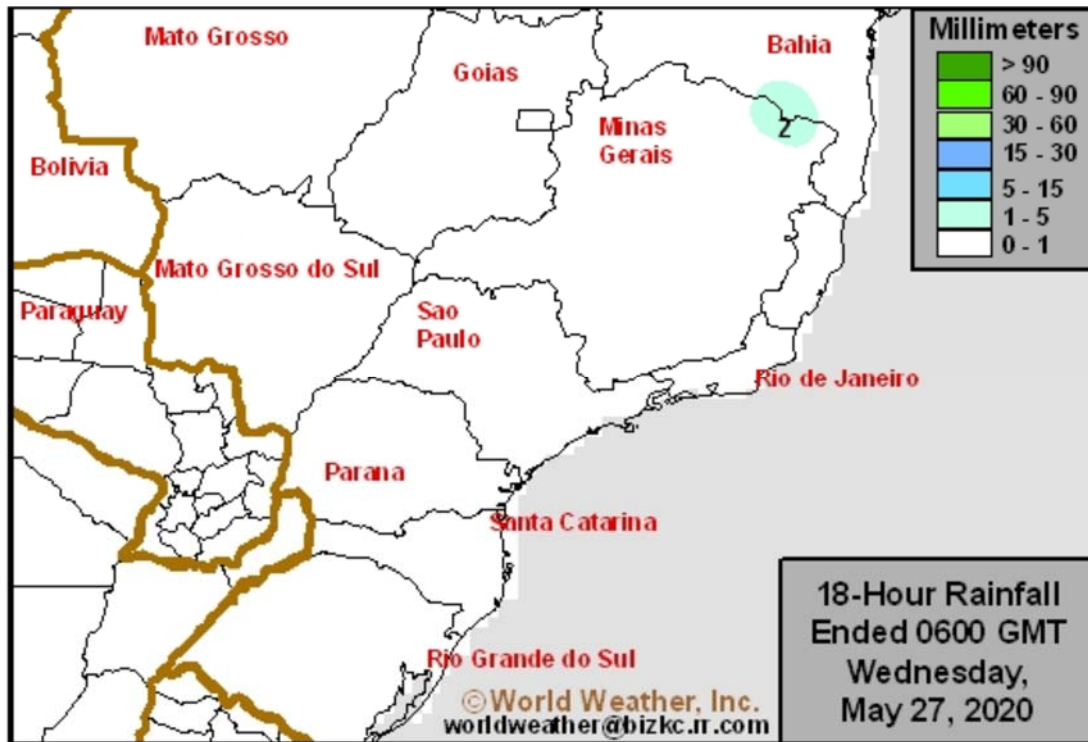 Mato Grosso
Bahia
Goias
Minas
Gerais
2
Bolivia
Mato Grosso do Sul
Paraguay
Sao
Paulo
Rio de Janeiro
Parana
Santa Catarina
Rio Grande do Sul
©World Weather, Inc.
worldweather@bizkc.rr.com
Millimeters
> 90
60 - 90
30 - 60
15 - 30
5 - 15
1 - 5
0 - 1
18-Hour Rainfall
Ended 0600 GMT
Wednesday,
May 27, 2020